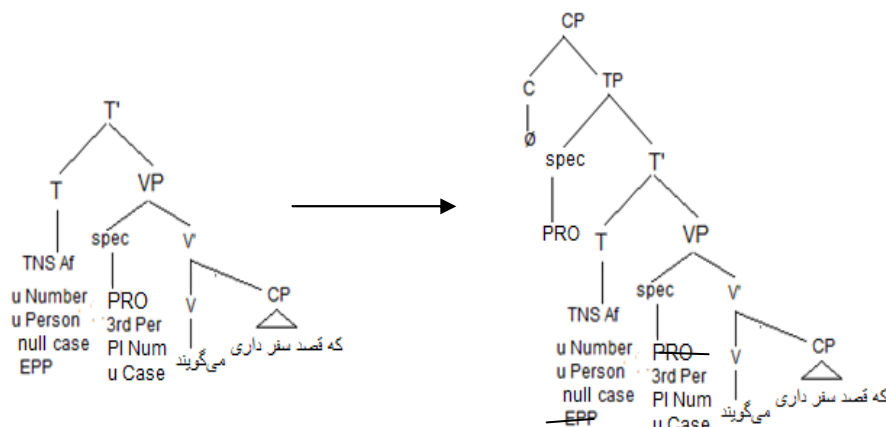 T'
T VP
TNS Af
spec V'
u Number
u Person
null case
EPP
PRO
3rd Per
Pl Num
u Case
V CP
می‌گویند که قصد سفر داری
CP
C TP
Ø
spec T'
PRO T VP
TNS Af
spec V'
u Number
u Person
null case
EPP
PRO
3rd Per
Pl Num
u Case
V CP
می‌گویند که قصد سفر داری